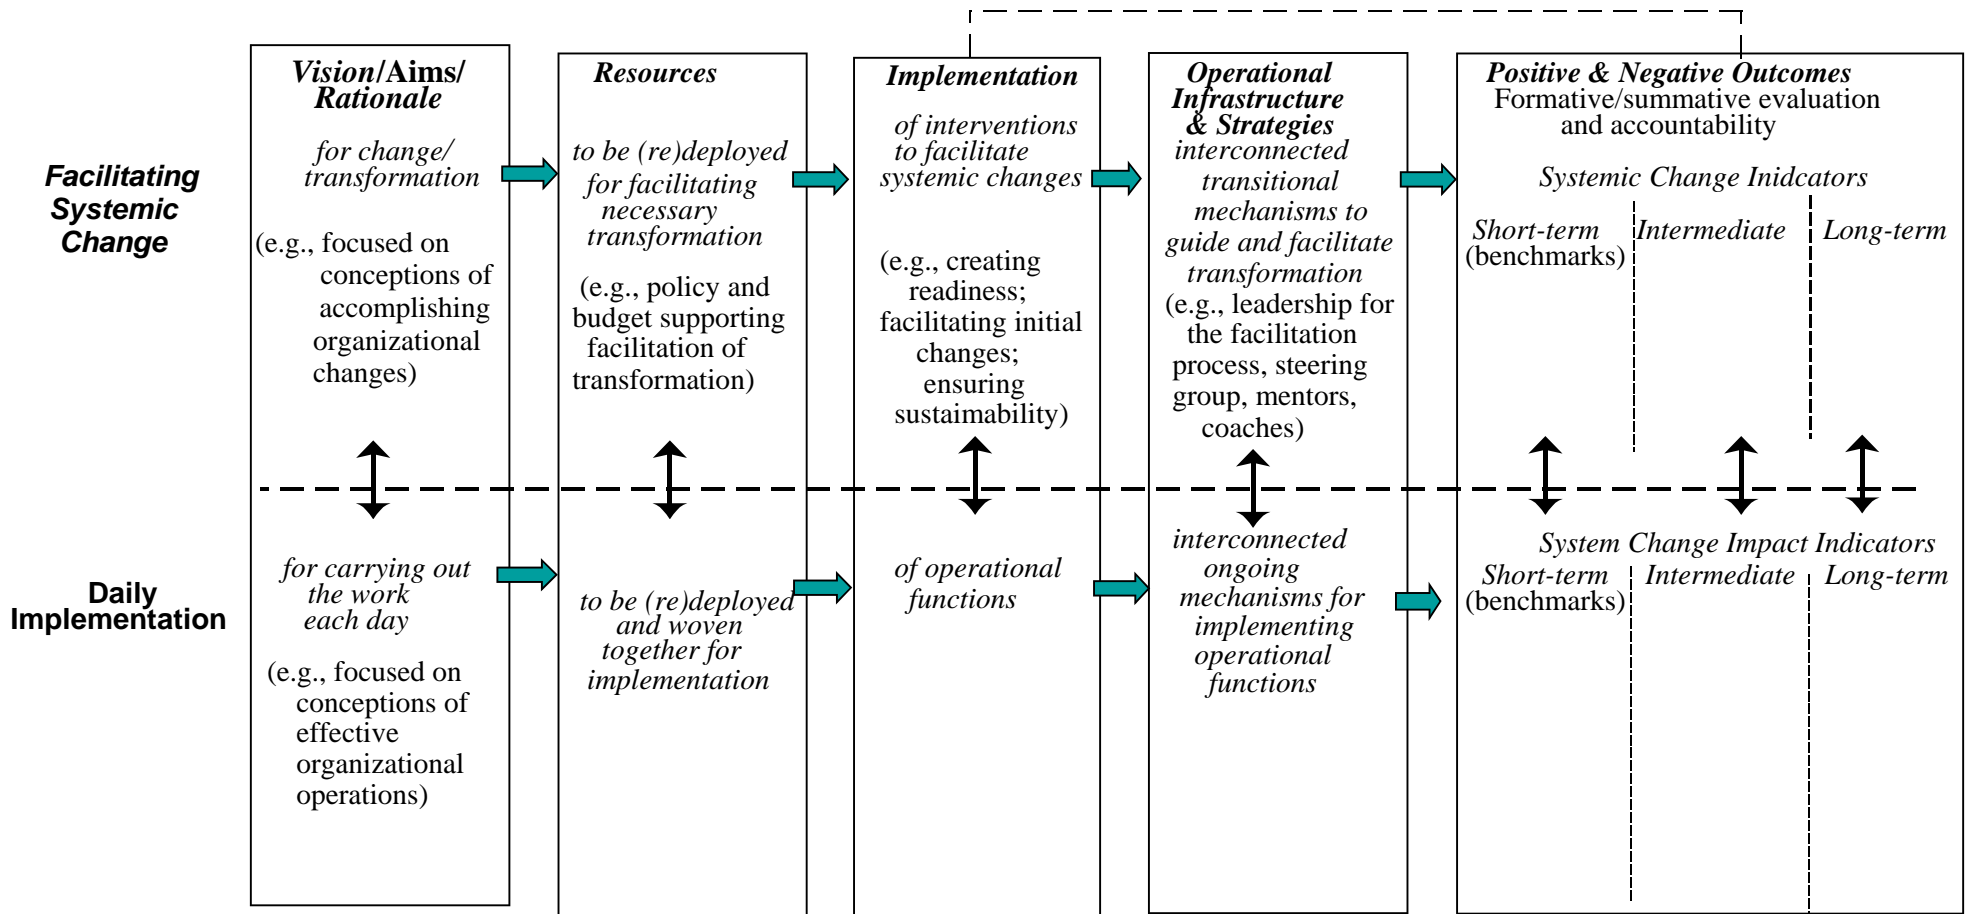 Facilitating
Systemic
Change
Vision/Aims/
Rationale
for change/
transformation
(e.g., focused on
conceptions of
accomplishing
organizational
changes)
Resources
to be (re)deployed
for facilitating
necessary
transformation
(e.g., policy and
budget supporting
facilitation of
transformation)
Implementation
of interventions
to facilitate
systemic changes
(e.g., creating
readiness;
facilitating initial
changes;
ensuring
sustaimability)
Operational
Infrastructure
& Strategies
interconnected
transitional
mechanisms to
guide and facilitate
transformation
(e.g., leadership for
the facilitation
process, steering
group, mentors,
coaches)
Positive & Negative Outcomes
Formative/summative evaluation
and accountability
Systemic Change Inidcators
Short-term
(benchmarks)
Intermediate
Long-term
Daily
Implementation
for carrying out
the work
each day
(e.g., focused on
conceptions of
effective
organizational
operations)
to be (re)deployed
and woven
together for
implementation
of operational
functions
interconnected
ongoing
mechanisms for
implementing
operational
functions
System Change Impact Indicators
Short-term
(benchmarks)
Intermediate
Long-term